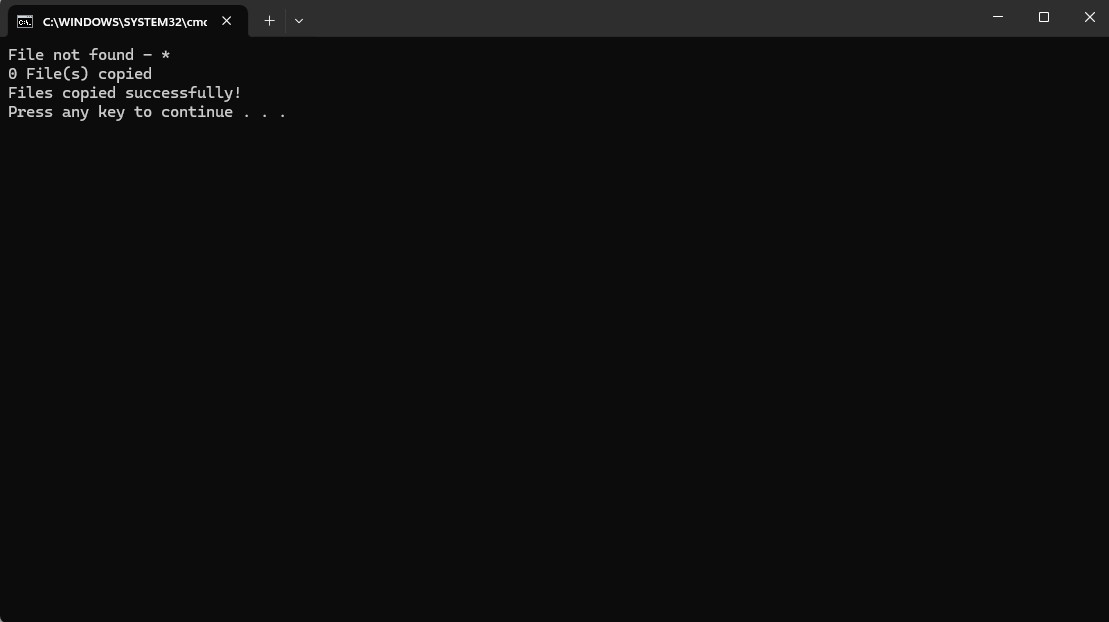 C:\WINDOWS\SYSTEM32\cmd
File not found - *
0 File(s) copied
Files copied successfully!
Press any key to continue . . .